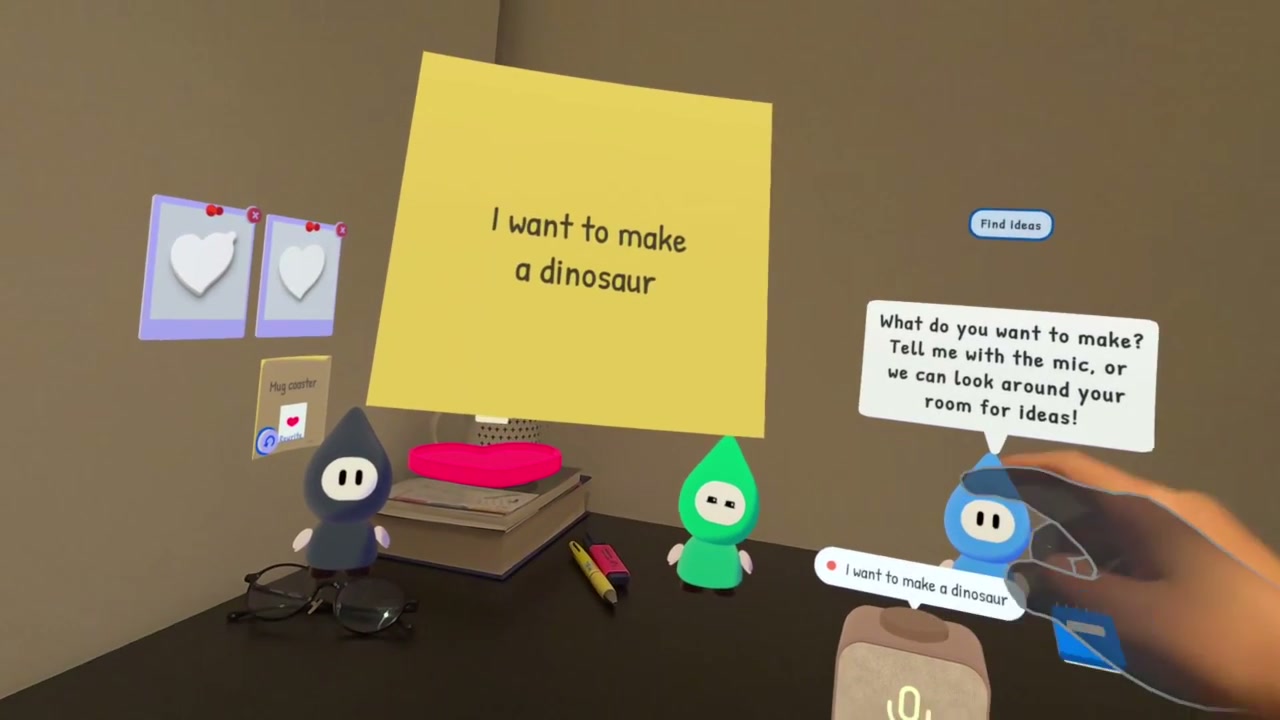 I want to make
a dinosaur
Find Ideas
What do you want to make?
Tell me with the mic, or
we can look around your
room for ideas!
Mug coaster
I want to make a dinosaur